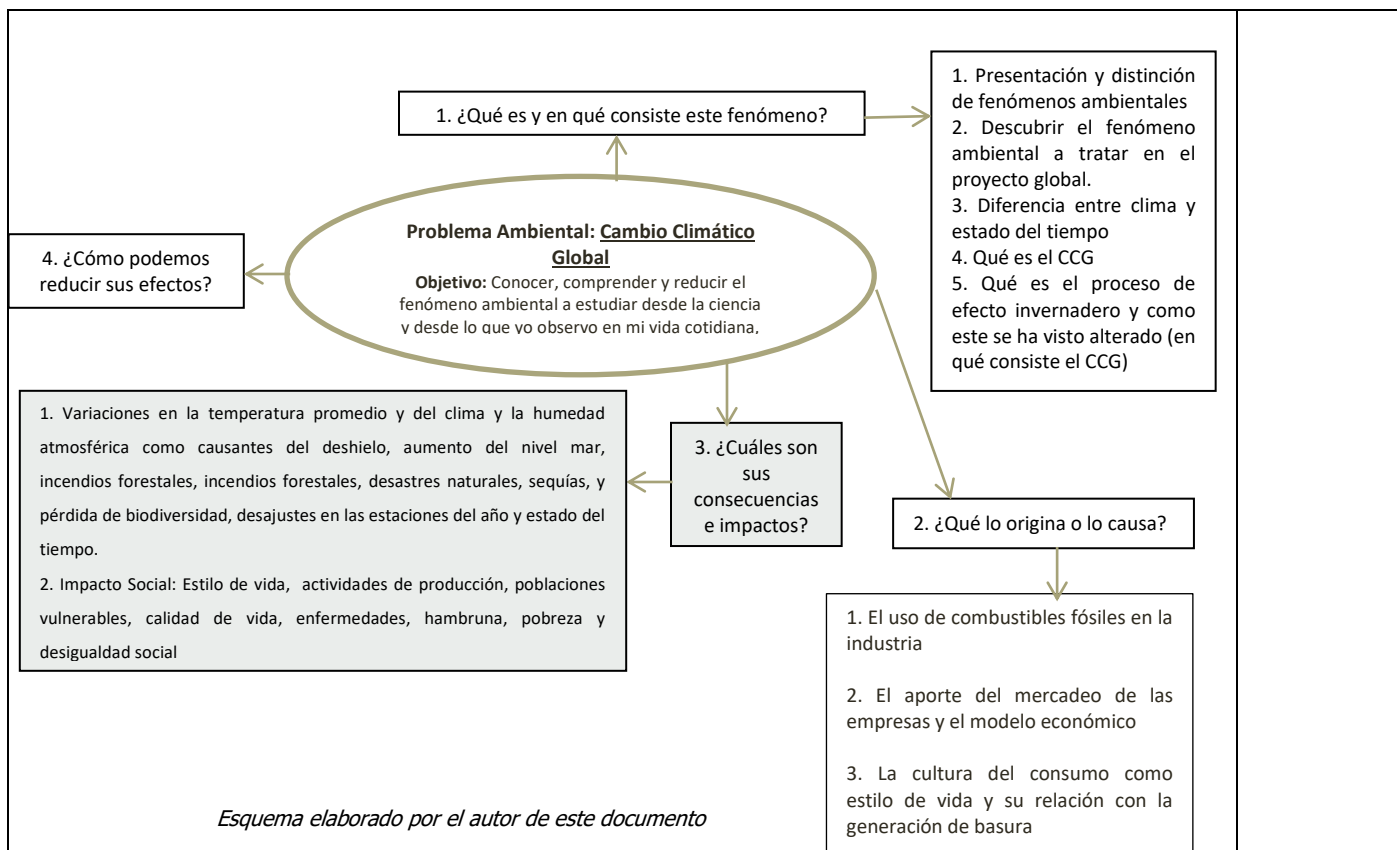 1. ¿Qué es y en qué consiste este fenómeno?
1. Presentación y distinción
de fenómenos ambientales
2. Descubrir el fenómeno
ambiental a tratar en el
proyecto global.
3. Diferencia entre clima y
estado del tiempo
4. Qué es el CCG
5. Qué es el proceso de
efecto invernadero y como
este se ha visto alterado (en
qué consiste el CCG)
Problema Ambiental: Cambio Climático
Global
Objetivo: Conocer, comprender y reducir el
fenómeno ambiental a estudiar desde la ciencia
y desde lo que yo observo en mi vida cotidiana,
4. ¿Cómo podemos
reducir sus efectos?
1. Variaciones en la temperatura promedio y del clima y la humedad
atmosférica como causantes del deshielo, aumento del nivel mar,
incendios forestales, incendios forestales, desastres naturales, sequías, y
pérdida de biodiversidad, desajustes en las estaciones del año y estado del
tiempo.
2. Impacto Social: Estilo de vida, actividades de producción, poblaciones
vulnerables, calidad de vida, enfermedades, hambruna, pobreza y
desigualdad social
3. ¿Cuáles son
sus
consecuencias
e impactos?
2. ¿Qué lo origina o lo causa?
1. El uso de combustibles fósiles en la
industria
2. El aporte del mercadeo de las
empresas y el modelo económico
3. La cultura del consumo como
estilo de vida y su relación con la
generación de basura
Esquema elaborado por el autor de este documento